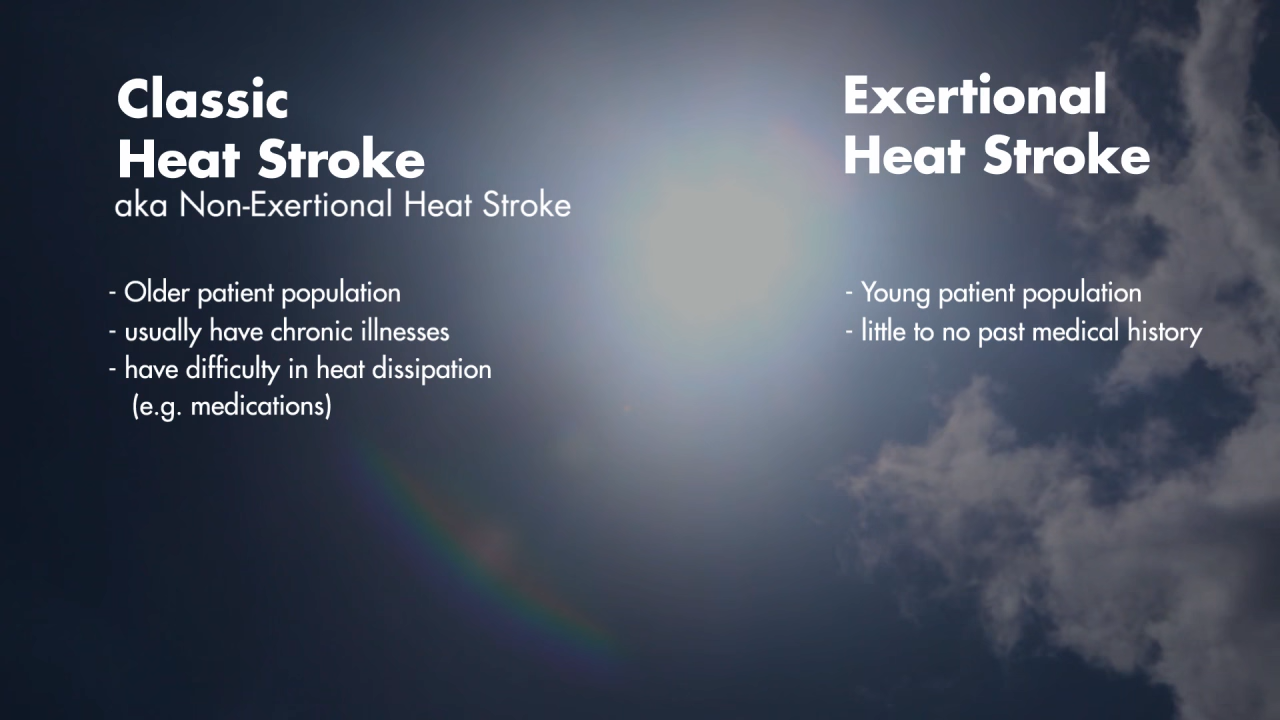 Classic
Heat Stroke
aka Non-Exertional Heat Stroke
- Older patient population
- usually have chronic illnesses
- have difficulty in heat dissipation
(e.g. medications)
Exertional
Heat Stroke
- Young patient population
- little to no past medical history